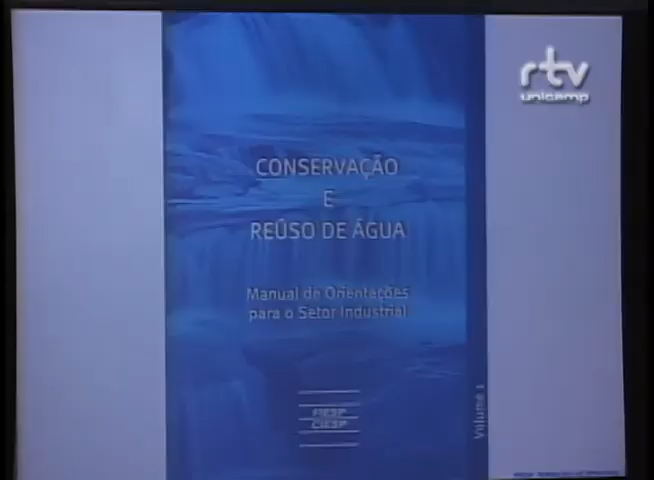 rtv
unicamp
CONSERVAÇÃO
E
REÚSO DE ÁGUA
Manual de Orientações
para o Setor Industrial
FIESP
CIESP
Volume 1